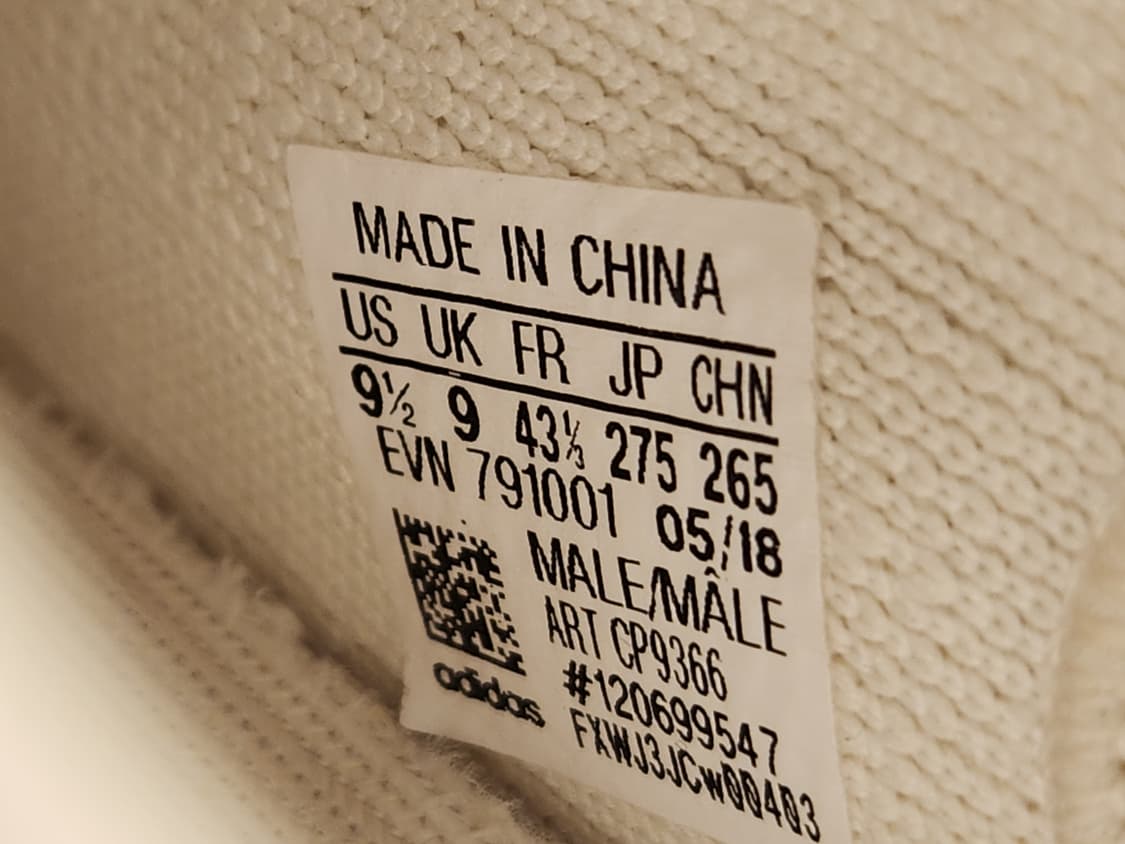 MADE IN CHINA
US UK FR JP CHN
9½ 9 43⅓ 275 265
EVN 791001 05/18
MALE/MÂLE
ART CP9366
#120699547
adidas
FXWJ3JCW00403